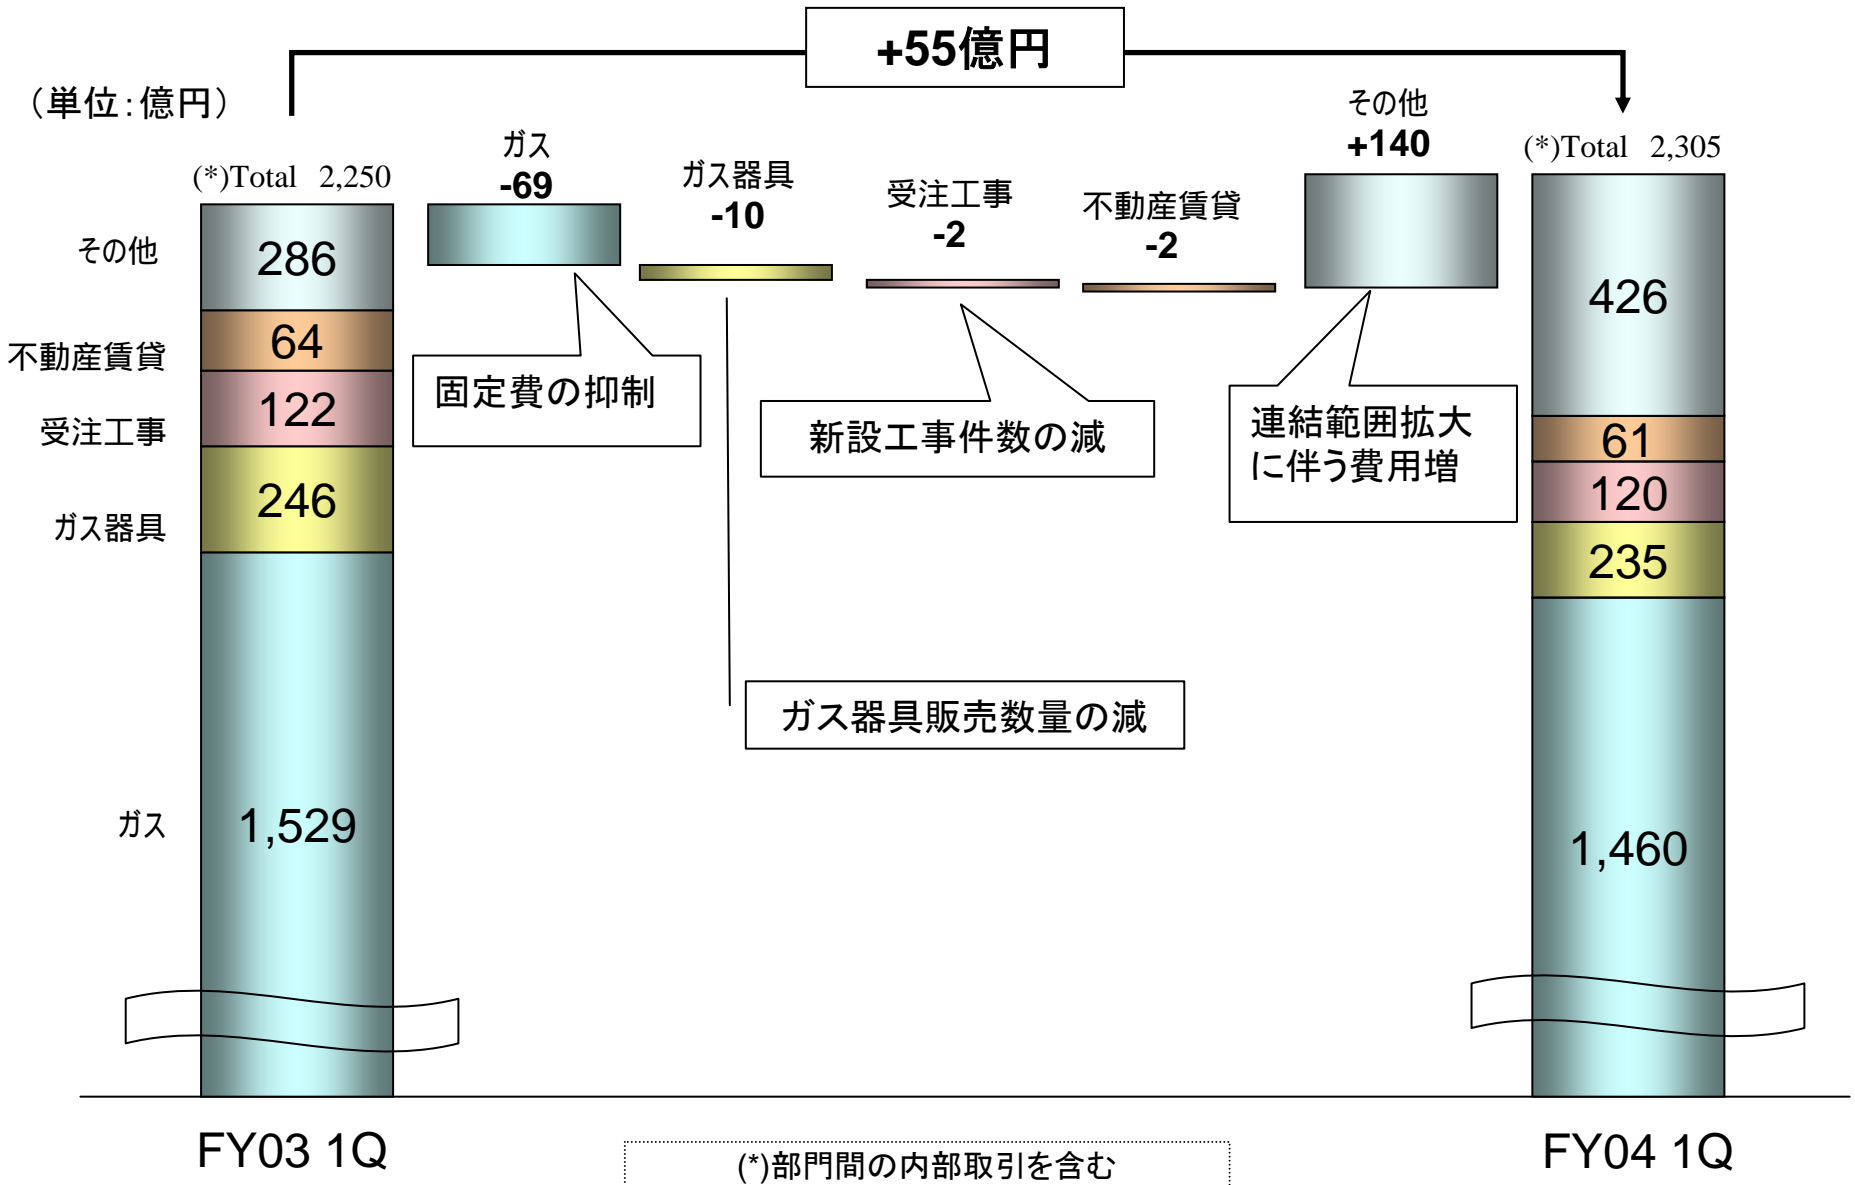 +55億円
（単位：億円）
(*)Total 2,250
ガス
-69
ガス器具
-10
受注工事
-2
不動産賃貸
-2
その他
+140
(*)Total 2,305
その他
286
不動産賃貸
64
受注工事
122
ガス器具
246
ガス
1,529
固定費の抑制
新設工事件数の減
連結範囲拡大
に伴う費用増
ガス器具販売数量の減
426
61
120
235
1,460
FY03 1Q
(*)部門間の内部取引を含む
FY04 1Q